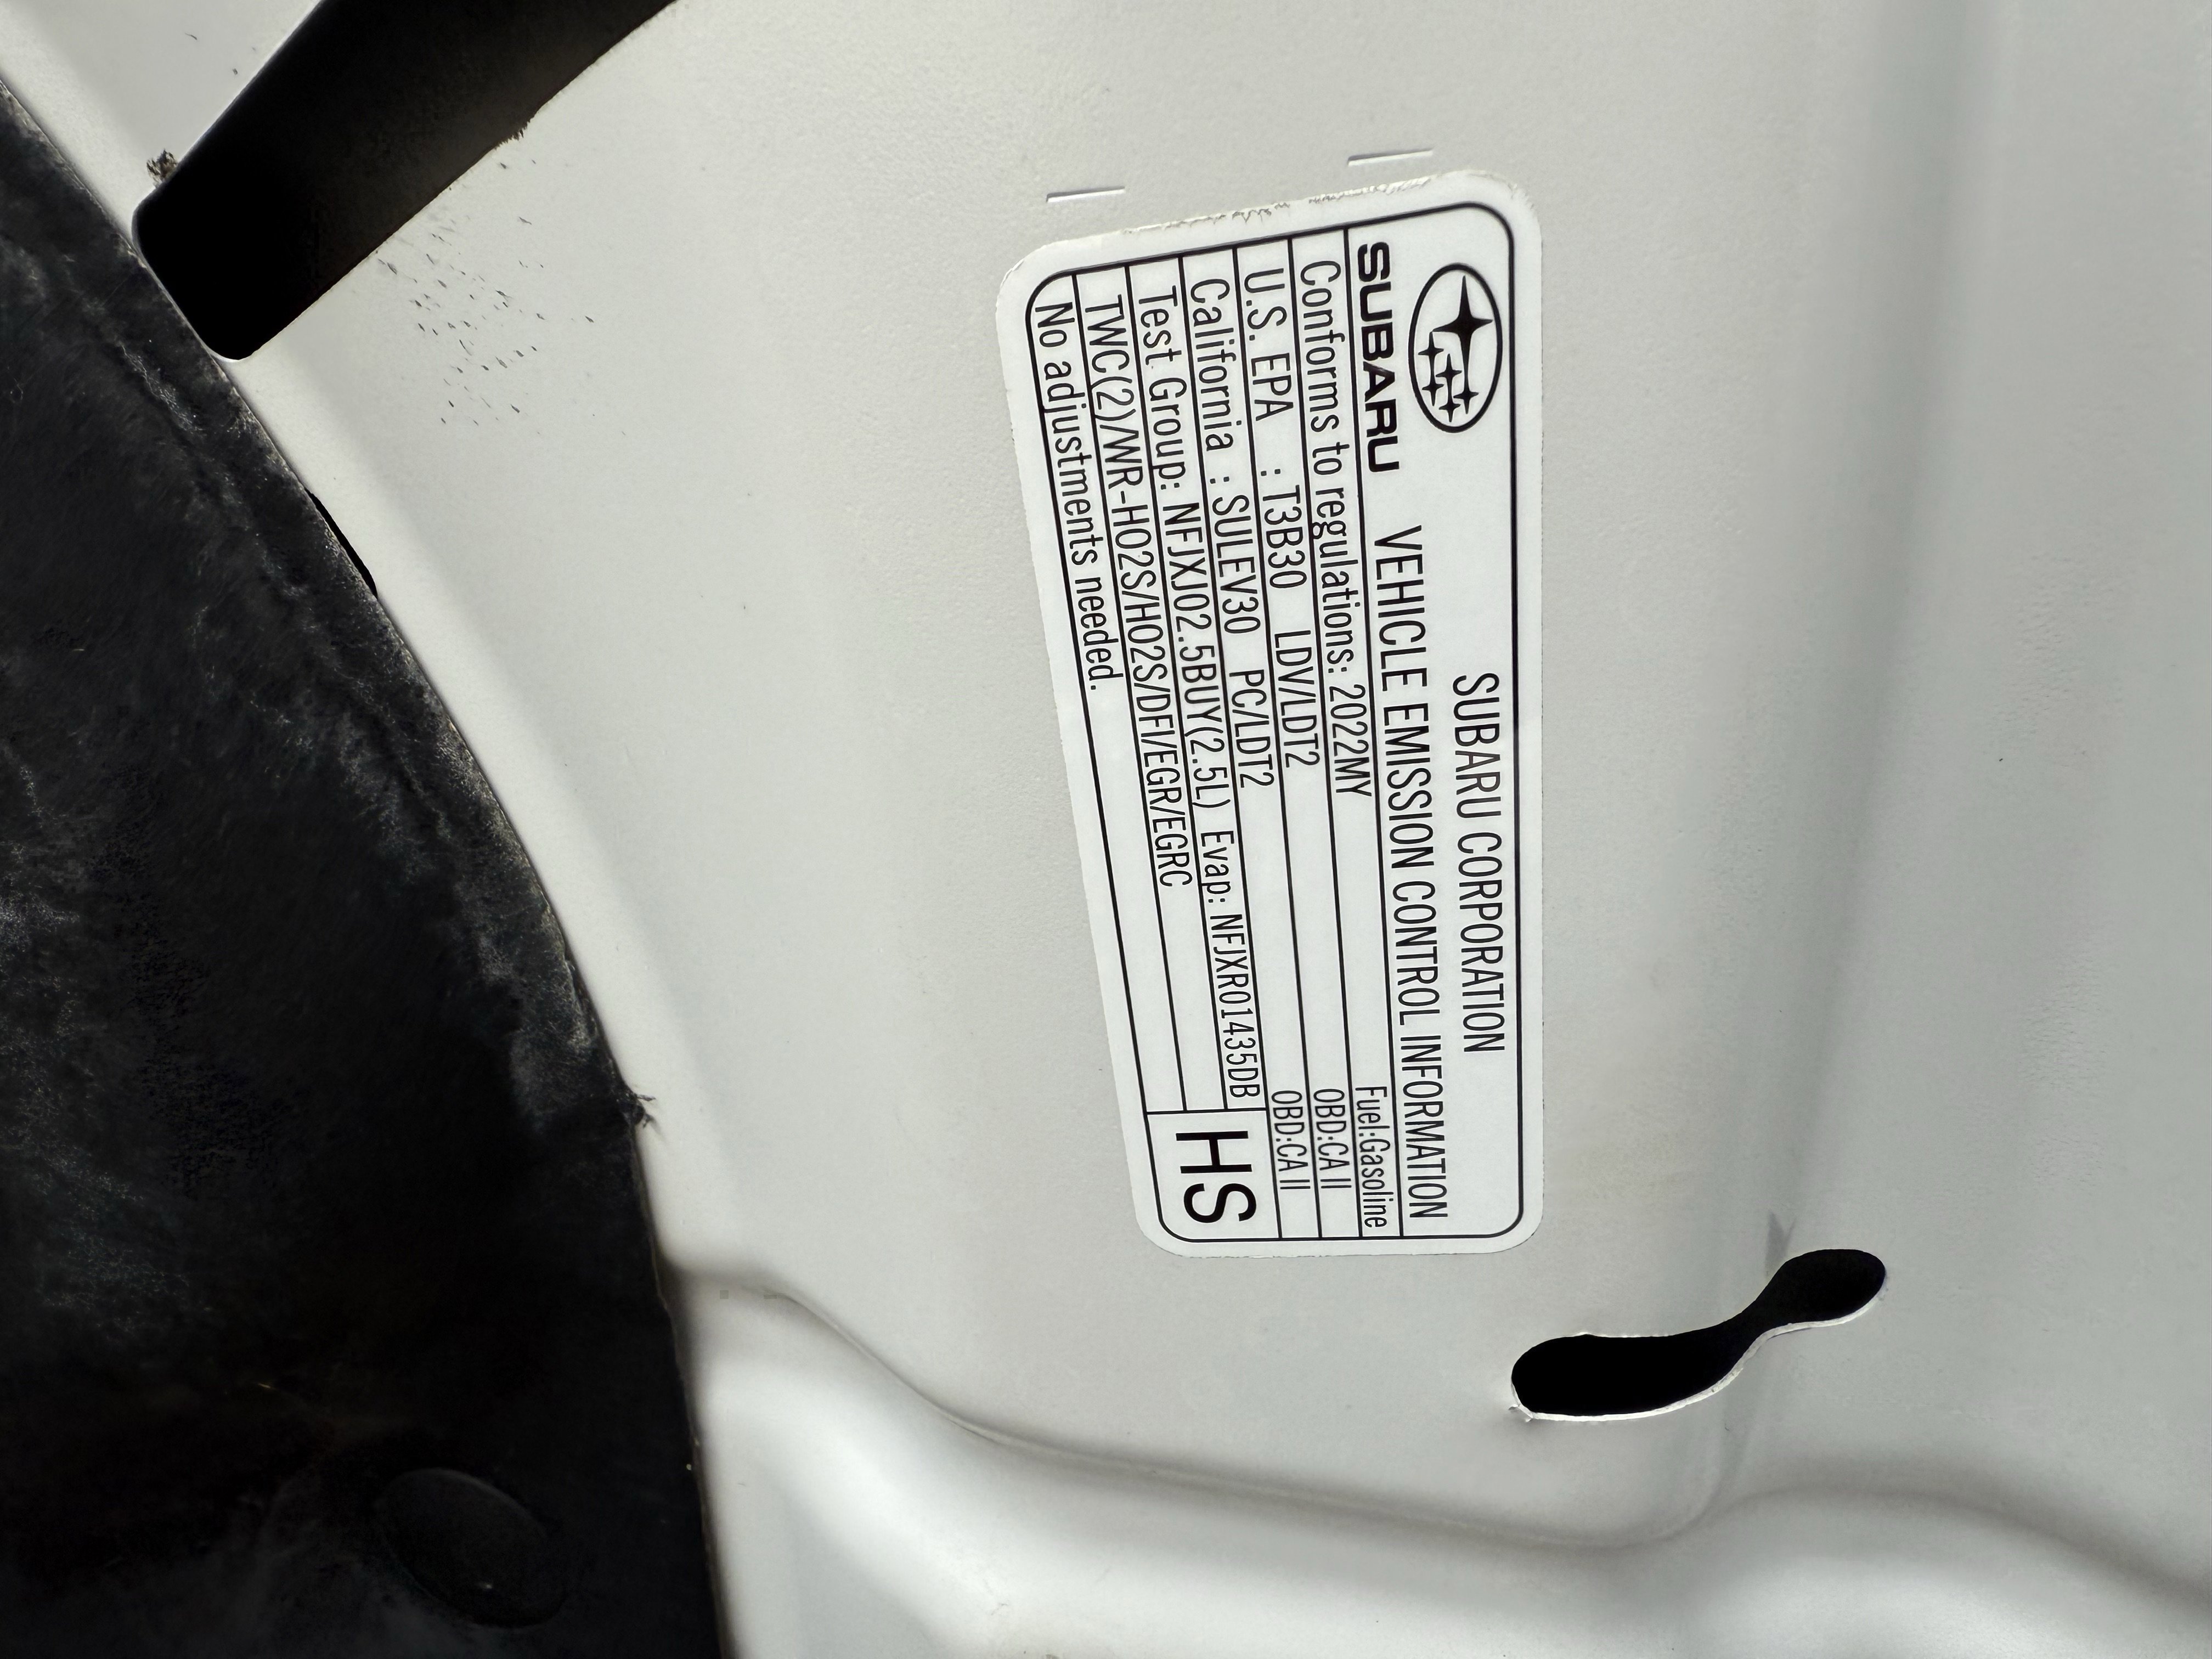 SUBARU CORPORATION
SUBARU VEHICLE EMISSION CONTROL INFORMATION
Conforms to regulations: 2022MY Fuel:Gasoline
U.S. EPA : T3B30 LDV/LDT2 OBD:CA II
California : SULEV30 PC/LDT2 OBD:CA II
Test Group: NFJXJ02.5BUY(2.5L) Evap: NFJXR01435DB
TWC(2)/WR-HO2S/HO2S/DFI/EGR/EGRC
No adjustments needed.
HS